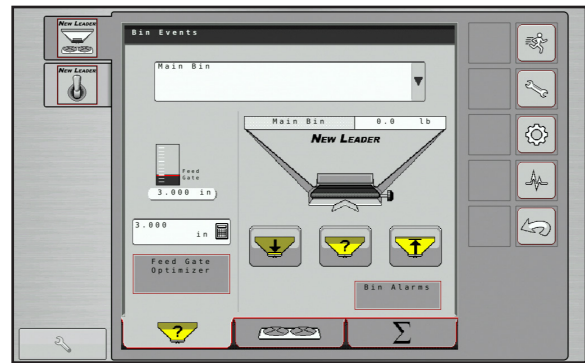 NEW LEADER
Bin Events
Main Bin
NEW LEADER
Main Bin 0.0 lb
NEW LEADER
Feed
Gate
3.000 in
3.000
in
Feed Gate
Optimizer
?
Bin Alarms
?
Σ